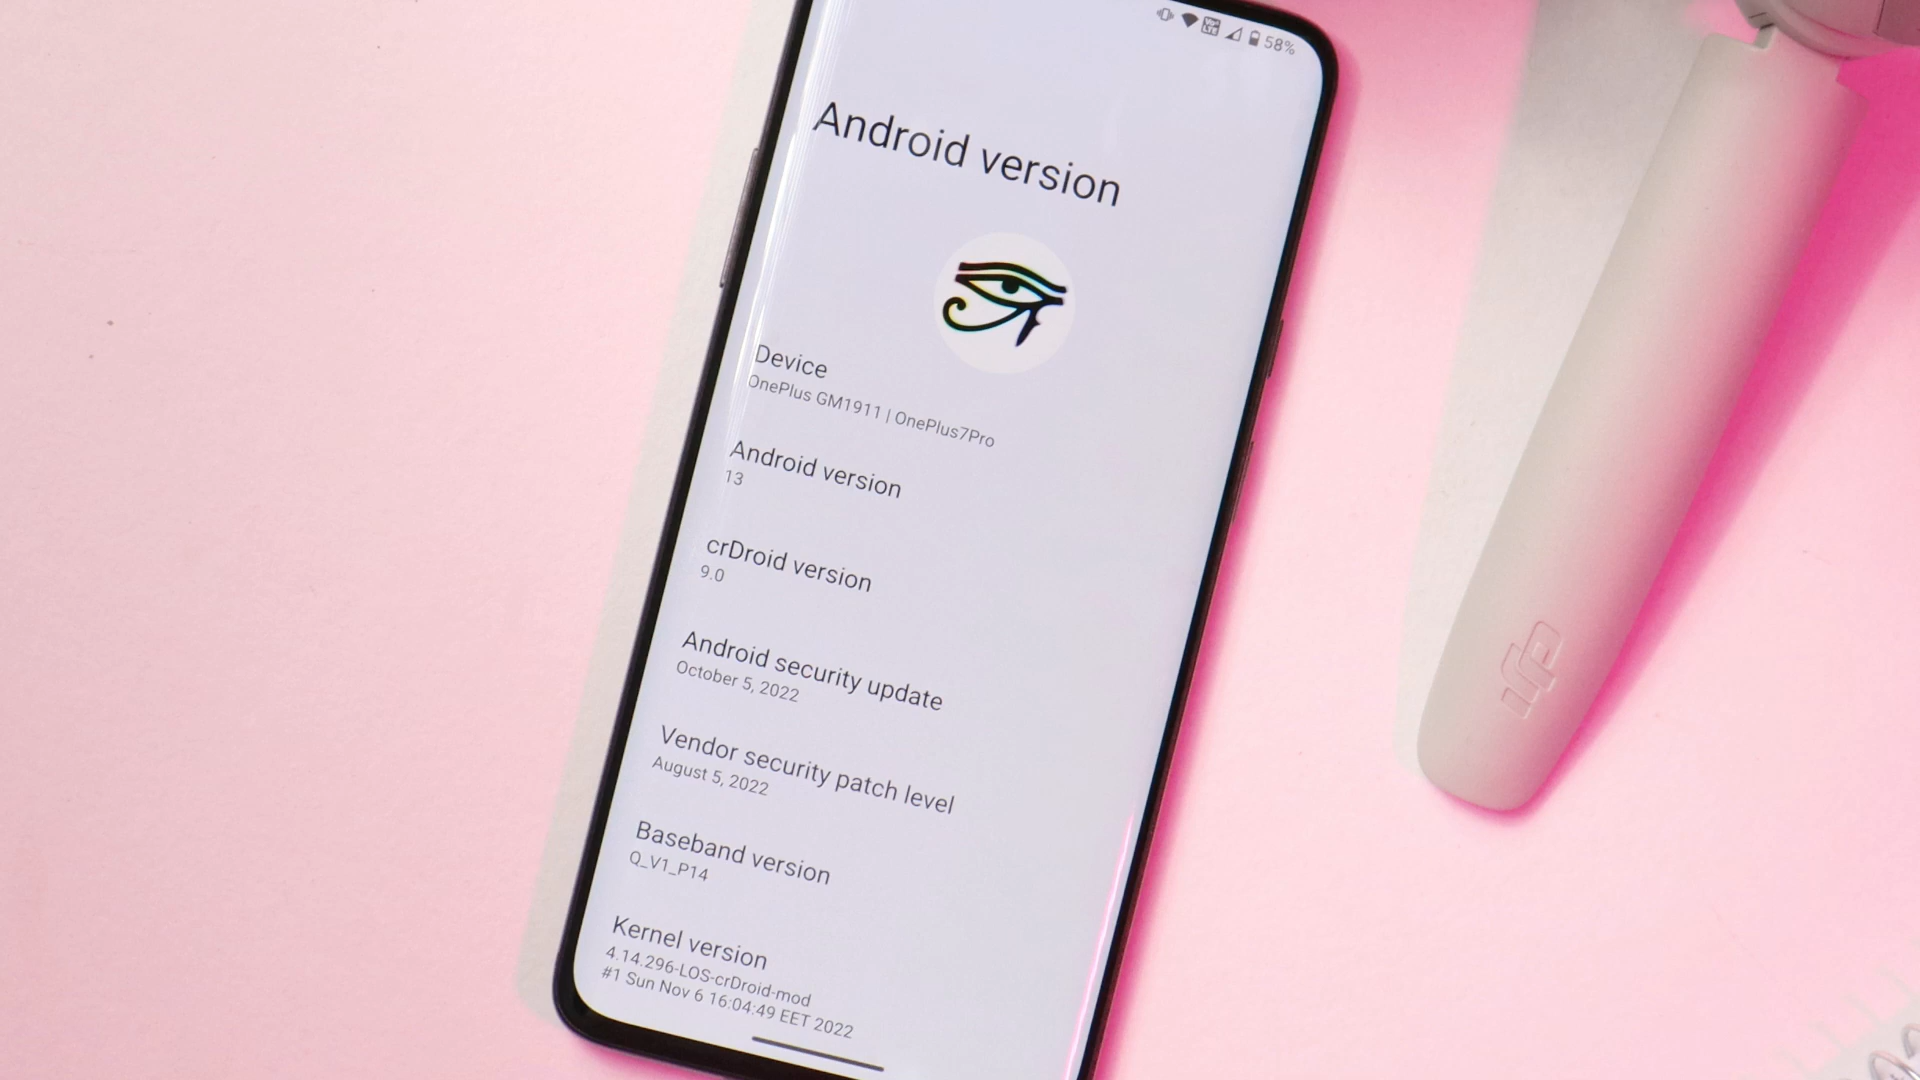 58%
Android version
Device
OnePlus GM1911 | OnePlus7Pro
Android version
13
crDroid version
9.0
Android security update
October 5, 2022
Vendor security patch level
August 5, 2022
Baseband version
Q_V1_P14
Kernel version
4.14.296-LOS-crDroid-mod
#1 Sun Nov 6 16:04:49 EET 2022
dji